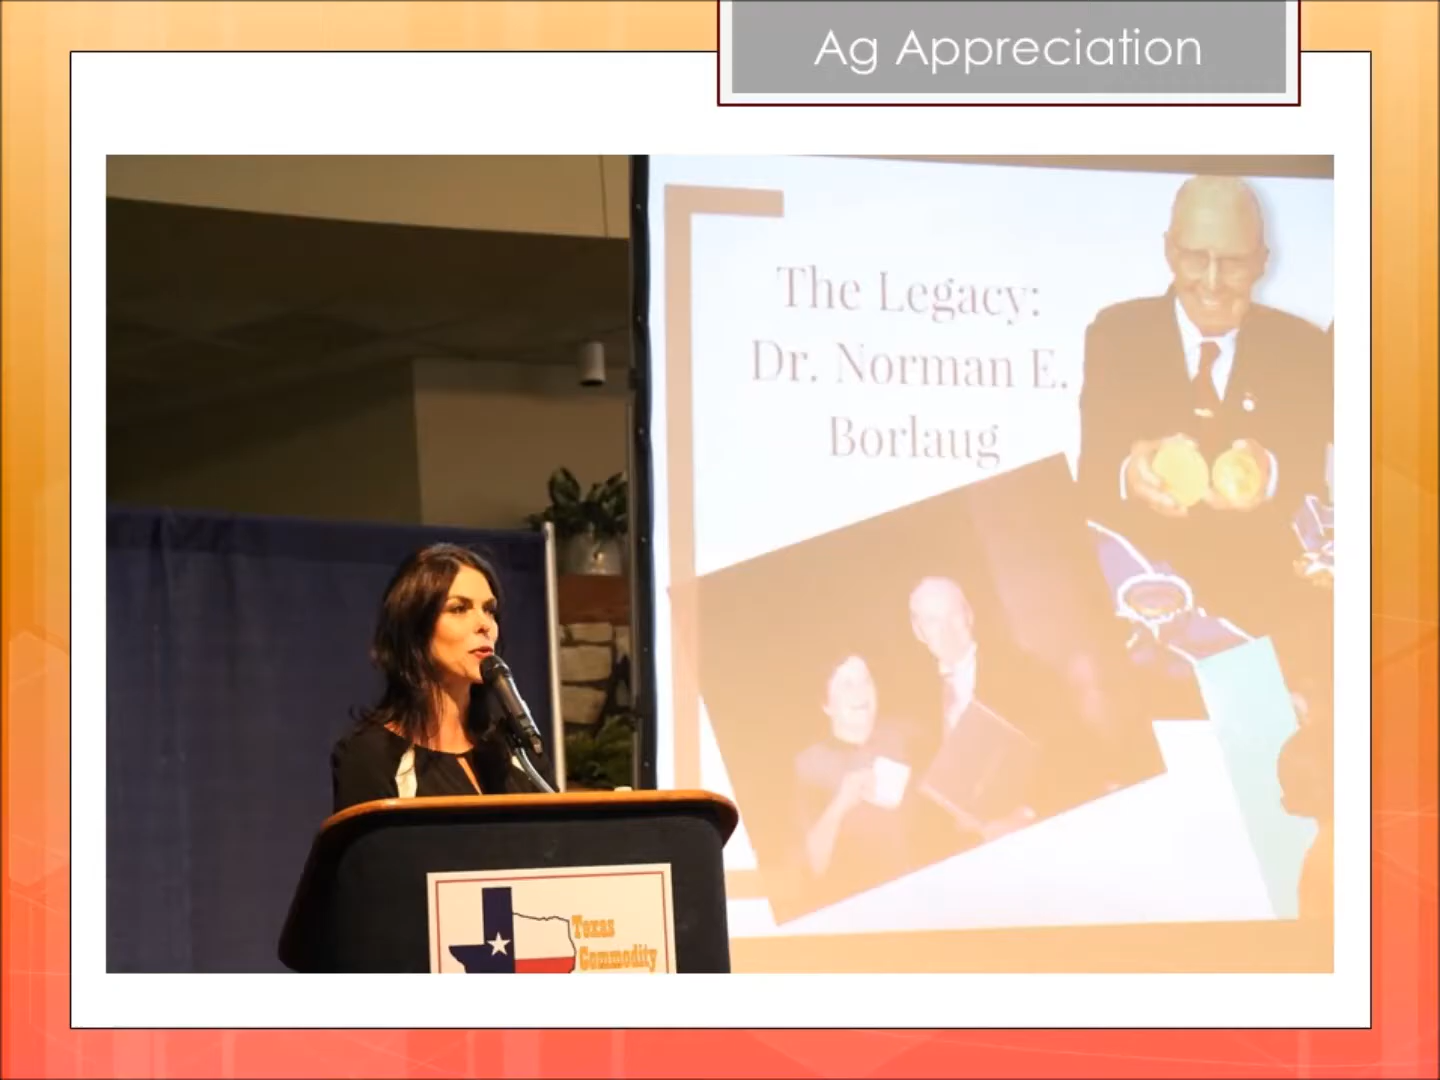 Ag Appreciation
The Legacy:
Dr. Norman E.
Borlaug
Texas
Commodity